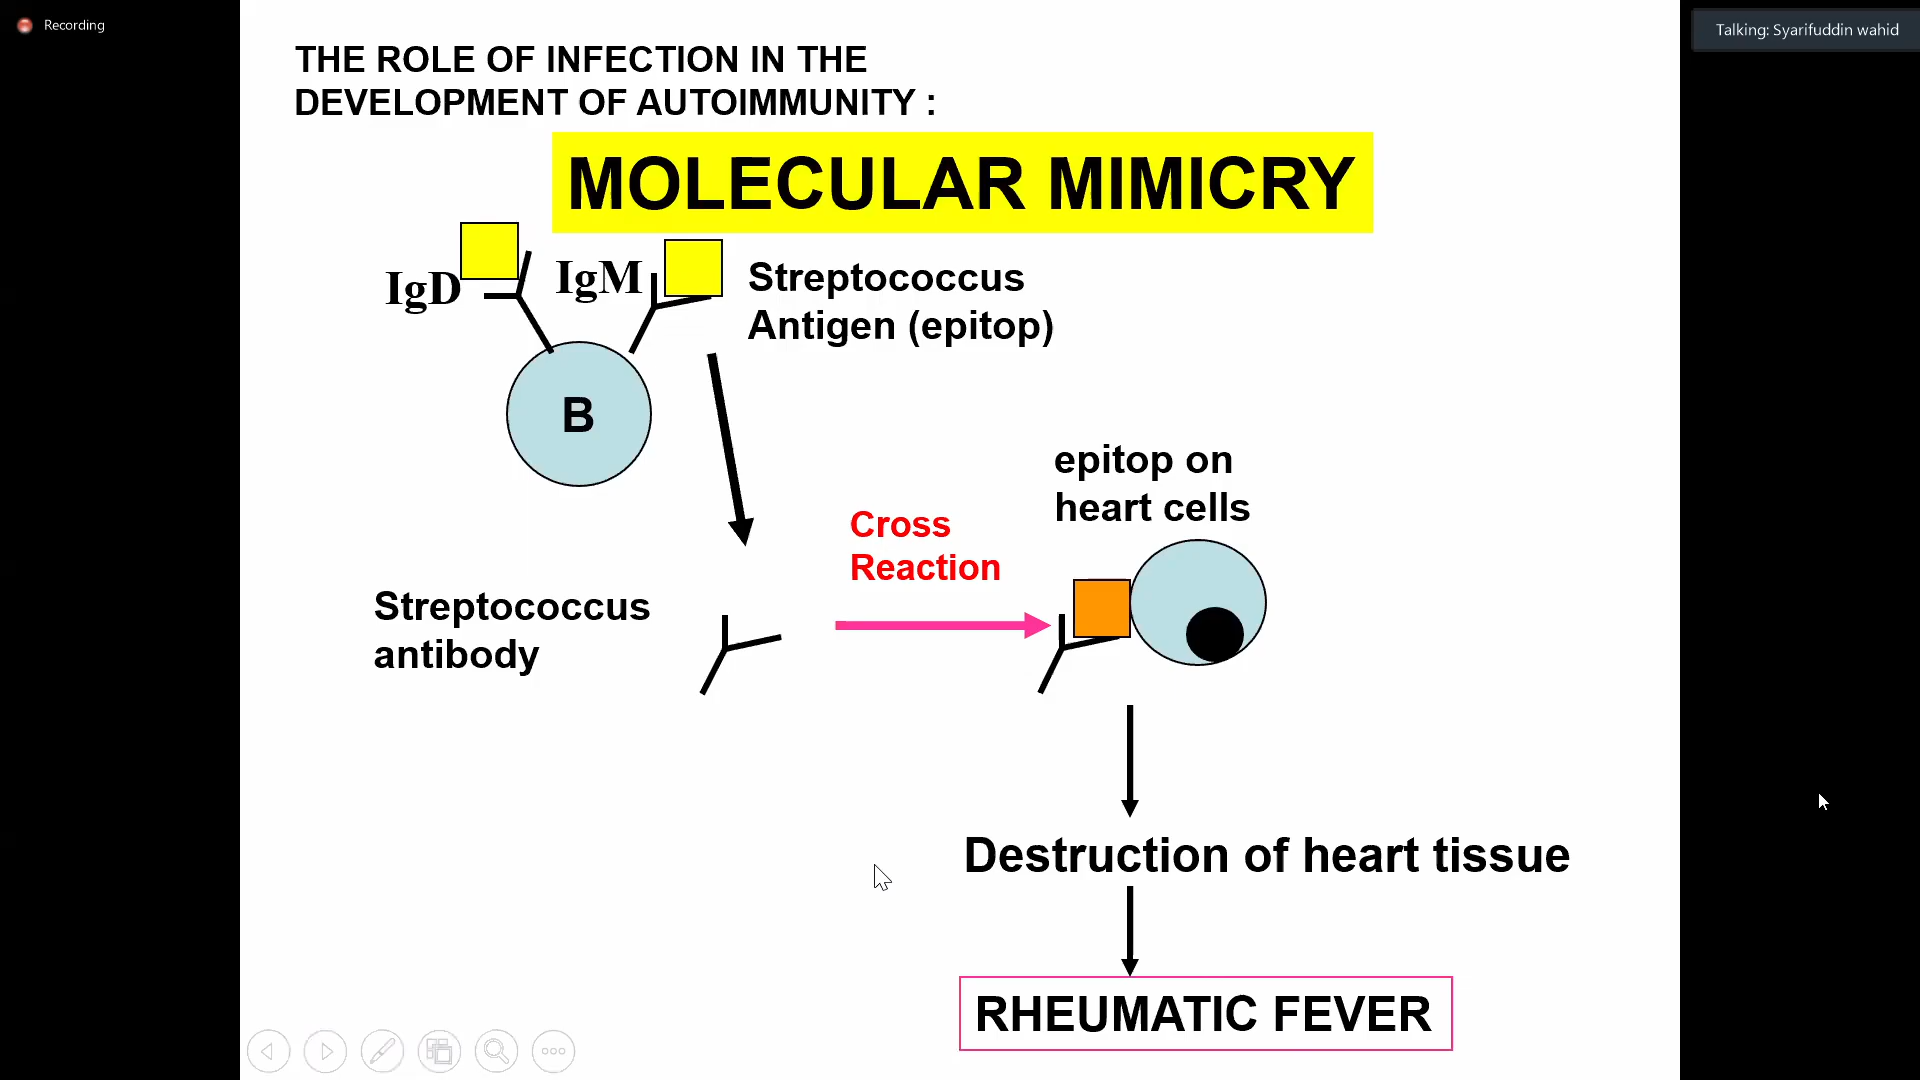 Recording
Talking: Syarifuddin wahid
THE ROLE OF INFECTION IN THE
DEVELOPMENT OF AUTOIMMUNITY :
MOLECULAR MIMICRY
IgD
IgM
Streptococcus
Antigen (epitop)
B
epitop on
heart cells
Cross
Reaction
Streptococcus
antibody
Destruction of heart tissue
RHEUMATIC FEVER